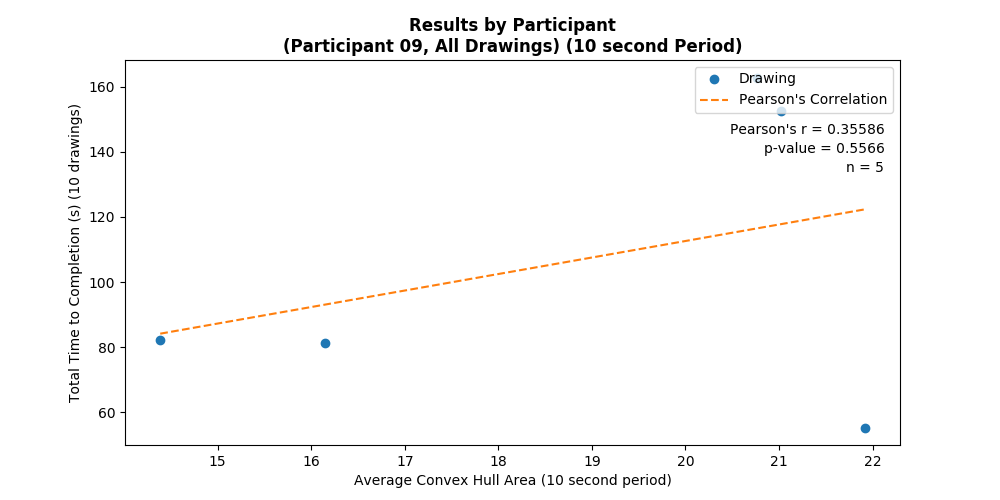 Results by Participant
(Participant 09, All Drawings) (10 second Period)
Drawing
Pearson's Correlation
Pearson's r = 0.35586
p-value = 0.5566
n = 5
Total Time to Completion (s) (10 drawings)
160
140
120
100
80
60
15 16 17 18 19 20 21 22
Average Convex Hull Area (10 second period)